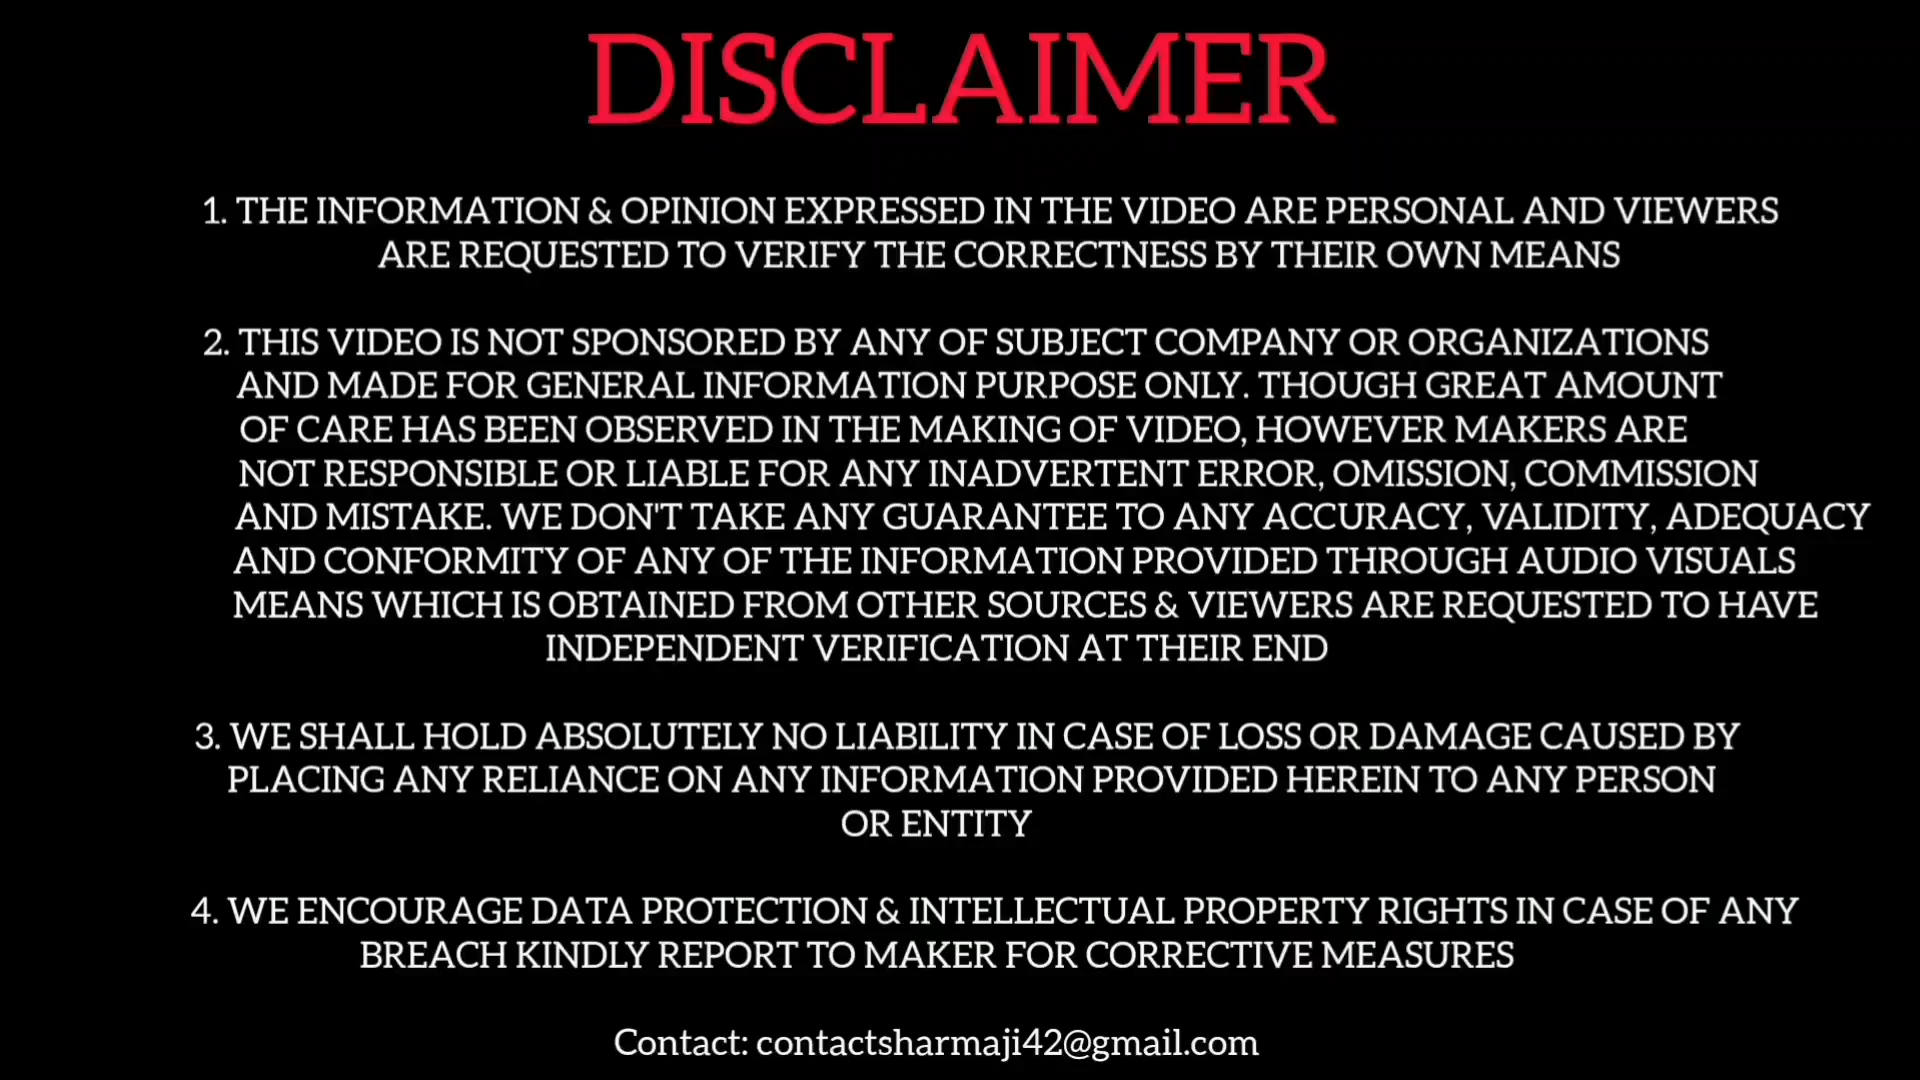 DISCLAIMER
1. THE INFORMATION & OPINION EXPRESSED IN THE VIDEO ARE PERSONAL AND VIEWERS
ARE REQUESTED TO VERIFY THE CORRECTNESS BY THEIR OWN MEANS
2. THIS VIDEO IS NOT SPONSORED BY ANY OF SUBJECT COMPANY OR ORGANIZATIONS
AND MADE FOR GENERAL INFORMATION PURPOSE ONLY. THOUGH GREAT AMOUNT
OF CARE HAS BEEN OBSERVED IN THE MAKING OF VIDEO, HOWEVER MAKERS ARE
NOT RESPONSIBLE OR LIABLE FOR ANY INADVERTENT ERROR, OMISSION, COMMISSION
AND MISTAKE. WE DON'T TAKE ANY GUARANTEE TO ANY ACCURACY, VALIDITY, ADEQUACY
AND CONFORMITY OF ANY OF THE INFORMATION PROVIDED THROUGH AUDIO VISUALS
MEANS WHICH IS OBTAINED FROM OTHER SOURCES & VIEWERS ARE REQUESTED TO HAVE
INDEPENDENT VERIFICATION AT THEIR END
3. WE SHALL HOLD ABSOLUTELY NO LIABILITY IN CASE OF LOSS OR DAMAGE CAUSED BY
PLACING ANY RELIANCE ON ANY INFORMATION PROVIDED HEREIN TO ANY PERSON
OR ENTITY
4. WE ENCOURAGE DATA PROTECTION & INTELLECTUAL PROPERTY RIGHTS IN CASE OF ANY
BREACH KINDLY REPORT TO MAKER FOR CORRECTIVE MEASURES
Contact: contactsharmaji42@gmail.com